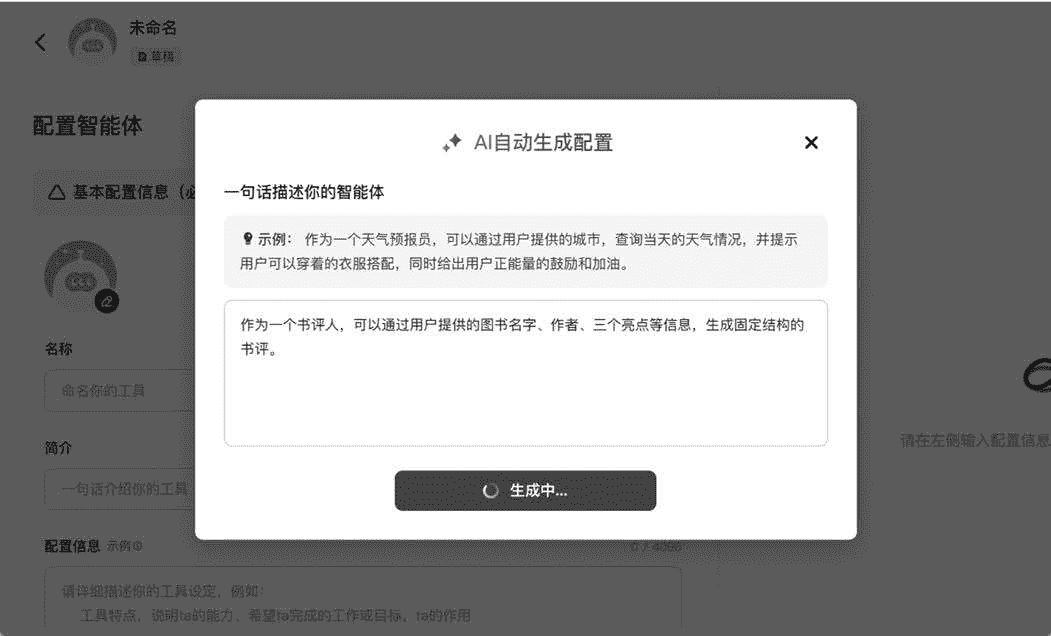 未命名
草稿
配置智能体
基本配置信息（必
AI自动生成配置
一句话描述你的智能体
示例： 作为一个天气预报员，可以通过用户提供的城市，查询当天的天气情况，并提示
用户可以穿着的衣服搭配，同时给出用户正能量的鼓励和加油。
作为一个书评人，可以通过用户提供的图书名字、作者、三个亮点等信息，生成固定结构的
书评。
生成中...
名称
命名你的工具
简介
一句话介绍你的工具
请在左侧输入配置信息
配置信息 示例
0 / 4000
请详细描述你的工具设定，例如：
工具特点，说明ta的能力、希望ta完成的工作或目标，ta的作用